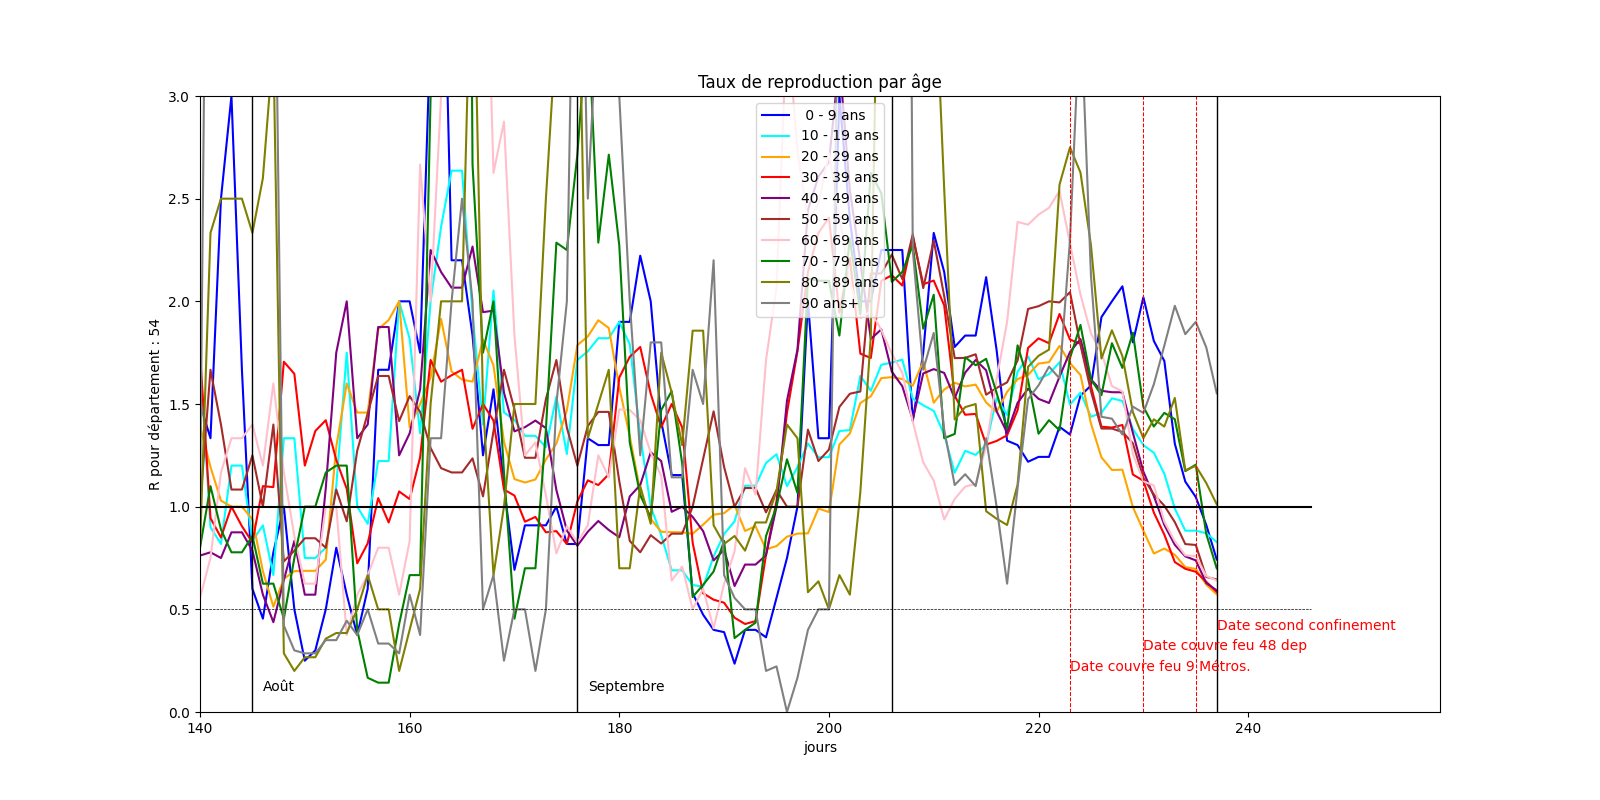 Taux de reproduction par âge
R pour département : 54
3.0
2.5
2.0
1.5
1.0
0.5
0.0
0 - 9 ans
10 - 19 ans
20 - 29 ans
30 - 39 ans
40 - 49 ans
50 - 59 ans
60 - 69 ans
70 - 79 ans
80 - 89 ans
90 ans+
Date second confinement
Date couvre feu 48 dep
Date couvre feu 9 Métros.
Août
Septembre
140
160
180
200
220
240
jours